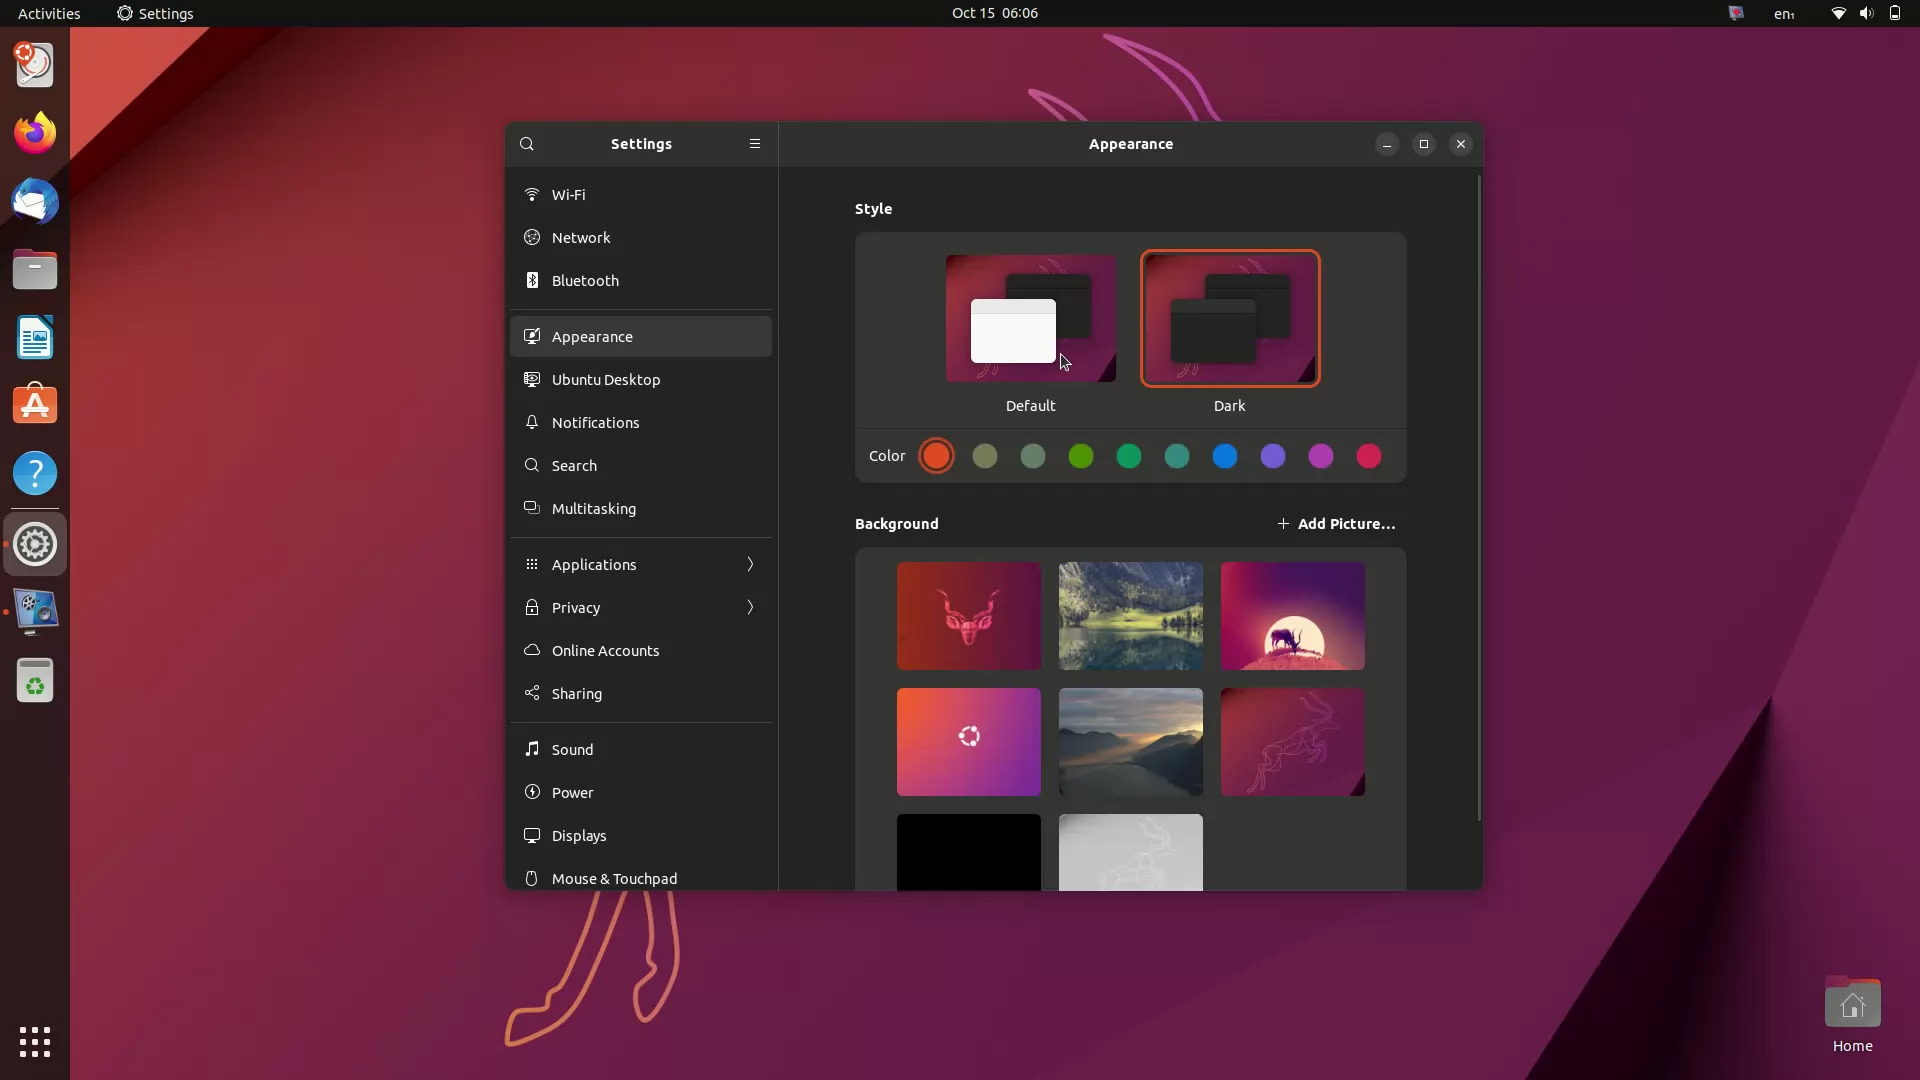 Activities
Settings
Oct 15 06:06
en₁
Settings
Appearance
Wi-Fi
Network
Bluetooth
Appearance
Ubuntu Desktop
Notifications
Search
Multitasking
Applications
Privacy
Online Accounts
Sharing
Sound
Power
Displays
Mouse & Touchpad
Style
Default
Dark
Color
Background
+ Add Picture...
Home